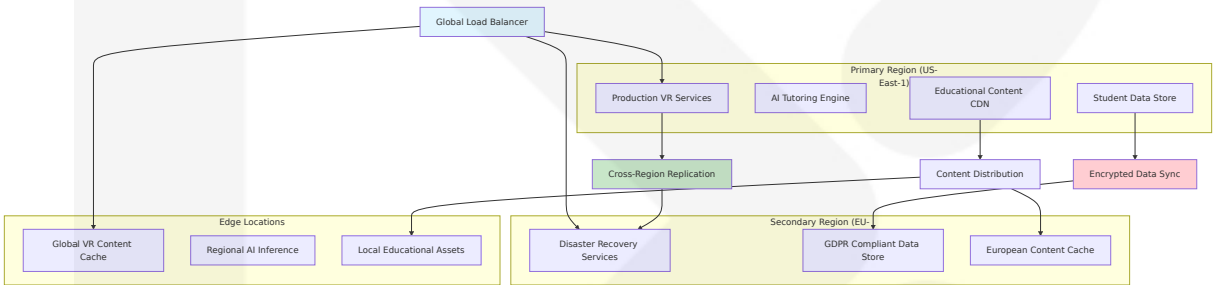 Global Load Balancer
Primary Region (US-
East-1)
Production VR Services
AI Tutoring Engine
Educational Content
CDN
Student Data Store
Cross-Region Replication
Content Distribution
Encrypted Data Sync
Edge Locations
Global VR Content
Cache
Regional AI Inference
Local Educational Assets
Secondary Region (EU-
Disaster Recovery
Services
GDPR Compliant Data
Store
European Content Cache